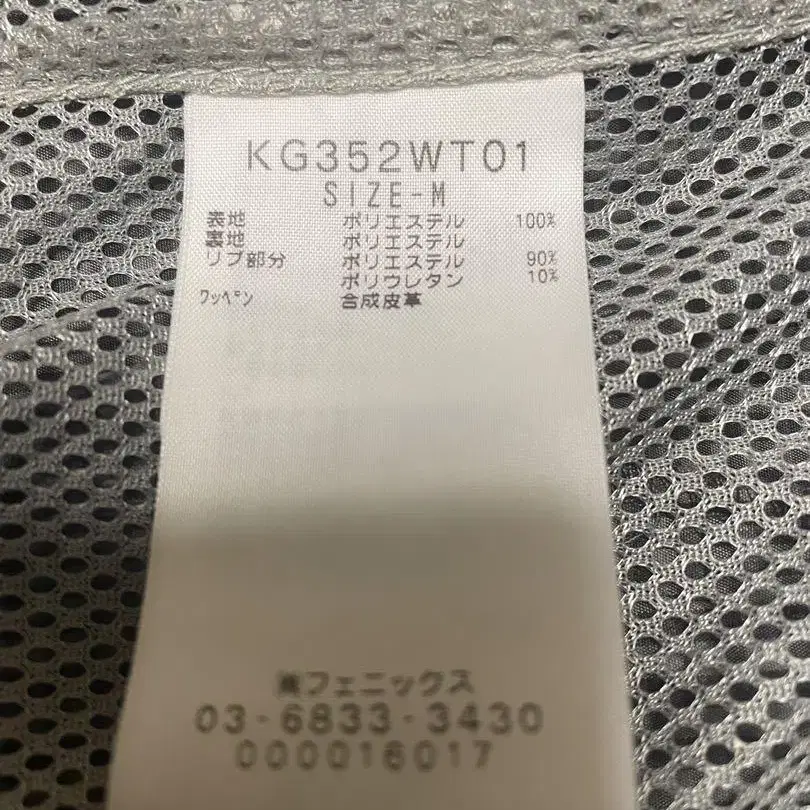 KG352WT01
SIZE-M
表地 ポリエステル 100%
裏地 ポリエステル
リブ部分 ポリエステル 90%
ポリウレタン 10%
ワッペン 合成皮革
㈱フェニックス
03-6833-3430
000016017